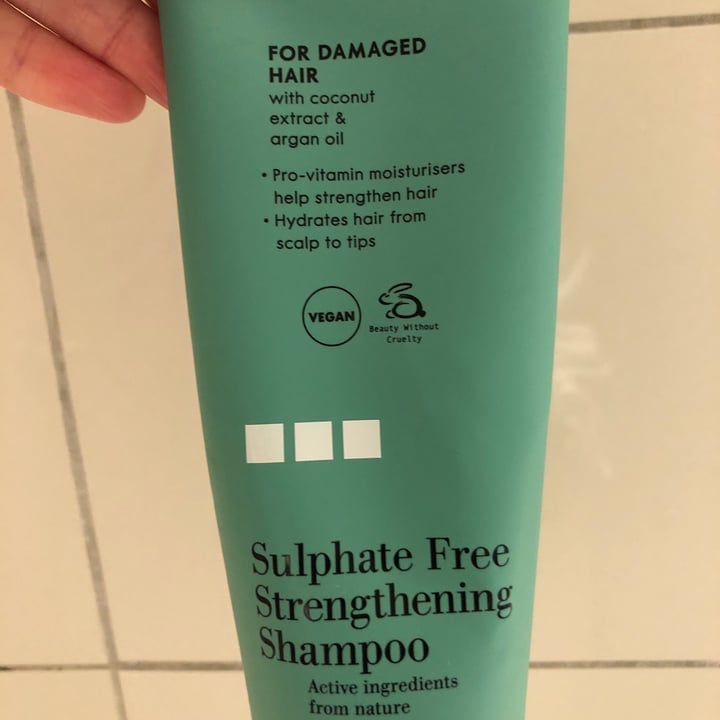 FOR DAMAGED
HAIR
with coconut
extract &
argan oil
• Pro-vitamin moisturisers
help strengthen hair
• Hydrates hair from
scalp to tips
VEGAN
Beauty Without
Cruelty
Sulphate Free
Strengthening
Shampoo
Active ingredients
from nature